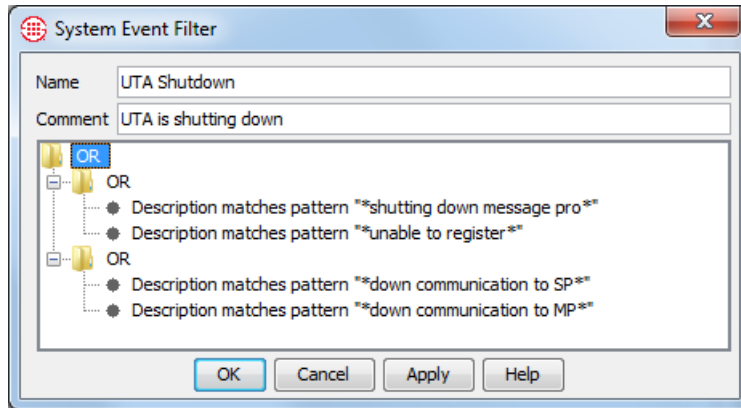 System Event Filter
Name UTA Shutdown
Comment UTA is shutting down
OR
OR
Description matches pattern "*shutting down message pro*"
Description matches pattern "*unable to register*"
OR
Description matches pattern "*down communication to SP*"
Description matches pattern "*down communication to MP*"
OK Cancel Apply Help